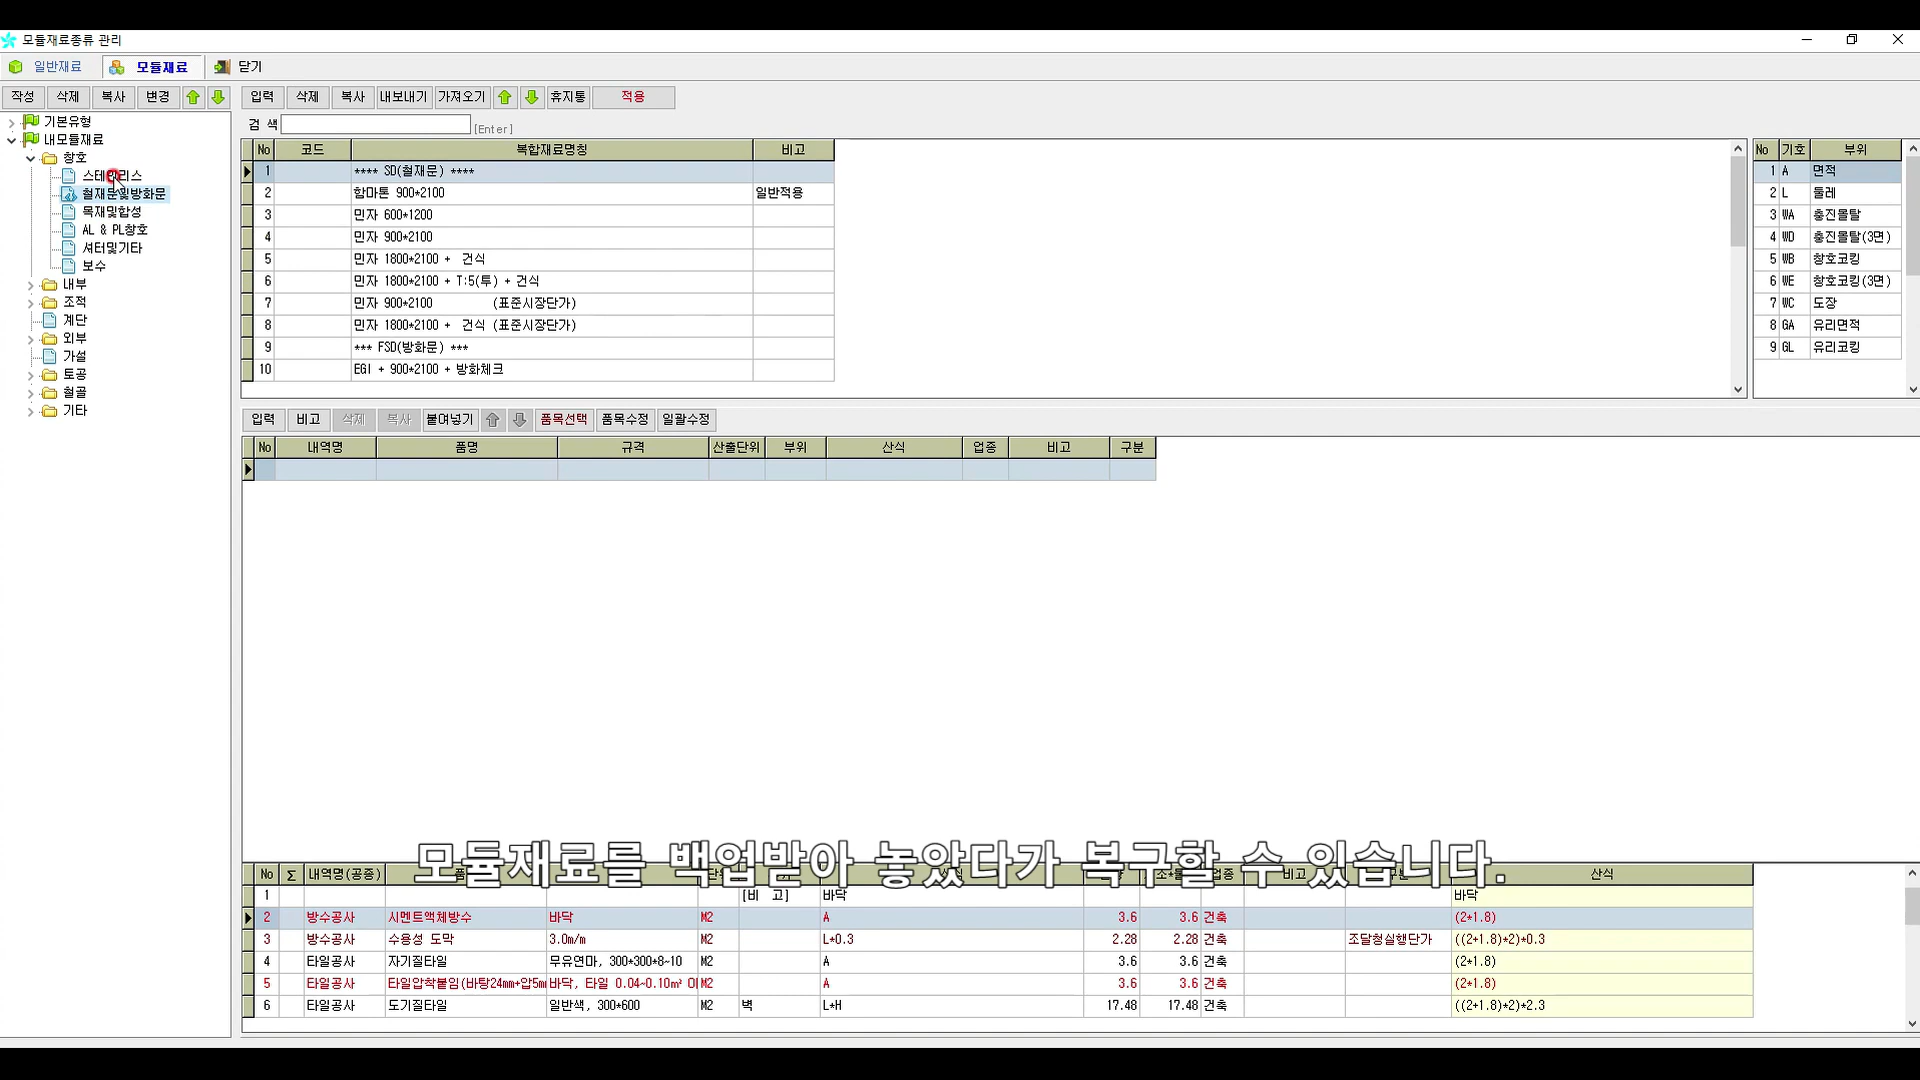 모듈재료종류 관리
일반재료 모듈재료 닫기
작성 삭제 복사 변경 입력 삭제 복사 내보내기 가져오기 휴지통 적용
검 색 [Enter]
기본유형
내모듈재료
창호
철재문및방화문
목재및합성
AL & PL창호
셔터및기타
보수
내부
조적
계단
외부
가설
토공
철골
기타
No 코드 복합재료명칭 비고
1 **** SD(철재문) ****
2 함마톤 900*2100 일반적용
3 민자 600*1200
4 민자 900*2100
5 민자 1800*2100 + 건식
6 민자 1800*2100 + T:5(투) + 건식
7 민자 900*2100 (표준시장단가)
8 민자 1800*2100 + 건식 (표준시장단가)
9 *** FSD(방화문) ***
10 EGI + 900*2100 + 방화체크
No 기호 부위
1 A 면적
2 L 둘레
3 WA 충진몰탈
4 WD 충진몰탈(3면)
5 WB 창호코킹
6 WE 창호코킹(3면)
7 WC 도장
8 GA 유리면적
9 GL 유리코킹
입력 비고 삭제 복사 붙여넣기 품목선택 품목수정 일괄수정
No 내역명 품명 규격 산출단위 부위 산식 업종 비고 구분
모듈재료를 백업받아 놓았다가 복구할 수 있습니다.
No Σ 내역명(공종) 비고 산식
1 [비 고] 바닥 바닥
2 방수공사 시멘트액체방수 바닥 M2 A 3.6 3.6 건축 (2*1.8)
3 방수공사 수용성 도막 3.0m/m M2 L*0.3 2.28 2.28 건축 조달청실행단가 ((2+1.8)*2)*0.3
4 타일공사 자기질타일 무유연마, 300*300*8~10 M2 A 3.6 3.6 건축 (2*1.8)
5 타일공사 타일압착붙임(바탕24mm+압5m 바닥, 타일 0.04~0.10m² M2 A 3.6 3.6 건축 (2*1.8)
6 타일공사 도기질타일 일반색, 300*600 M2 벽 L*H 17.48 17.48 건축 ((2+1.8)*2)*2.3